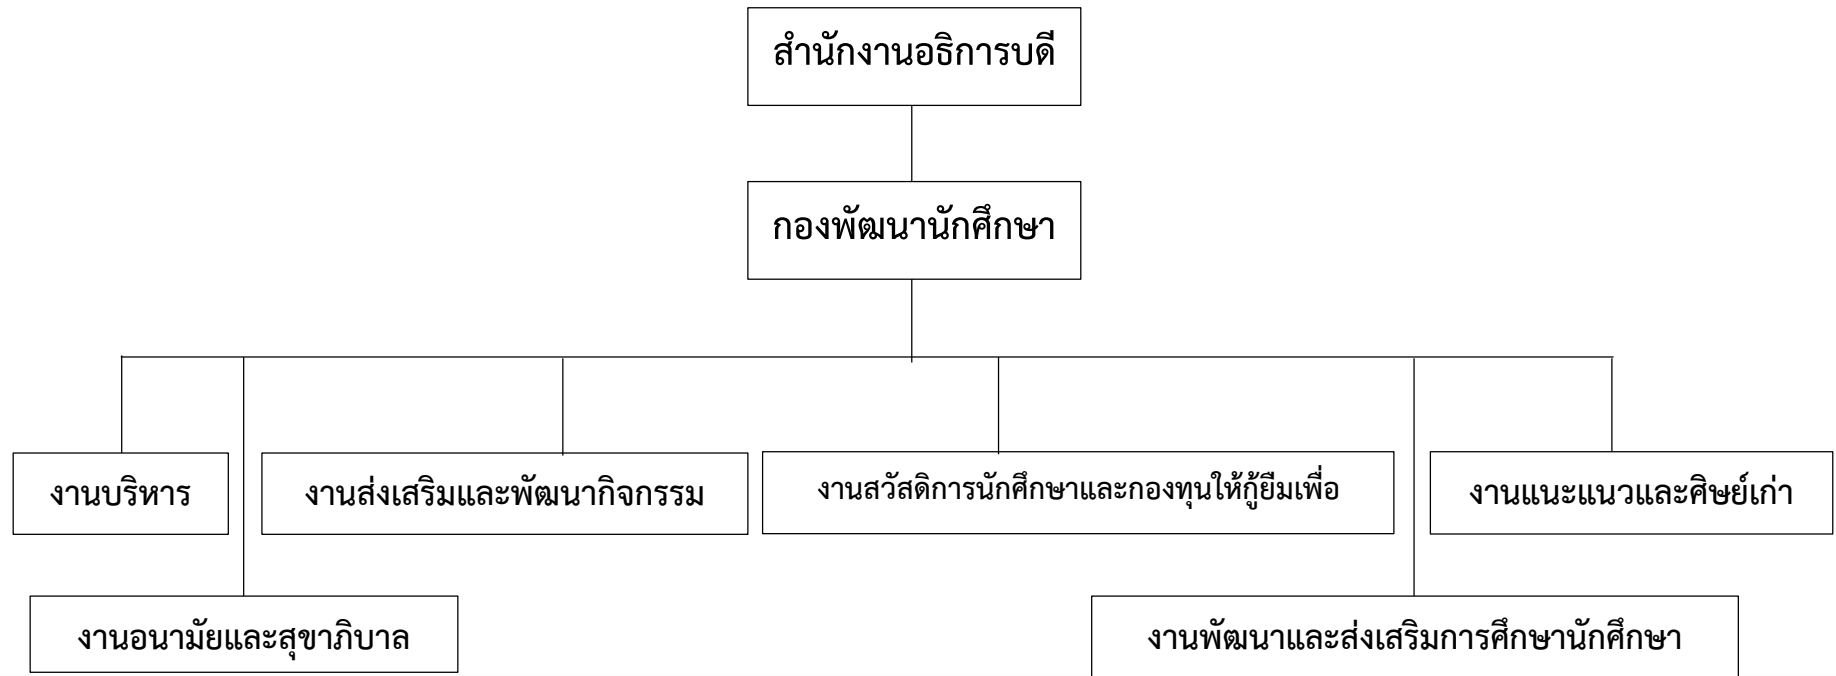 สำนักงานอธิการบดี
กองพัฒนานักศึกษา
งานบริหาร
งานส่งเสริมและพัฒนากิจกรรม
งานสวัสดิการนักศึกษาและกองทุนให้กู้ยืมเพื่อ
งานแนะแนวและศิษย์เก่า
งานอนามัยและสุขาภิบาล
งานพัฒนาและส่งเสริมการศึกษานักศึกษา